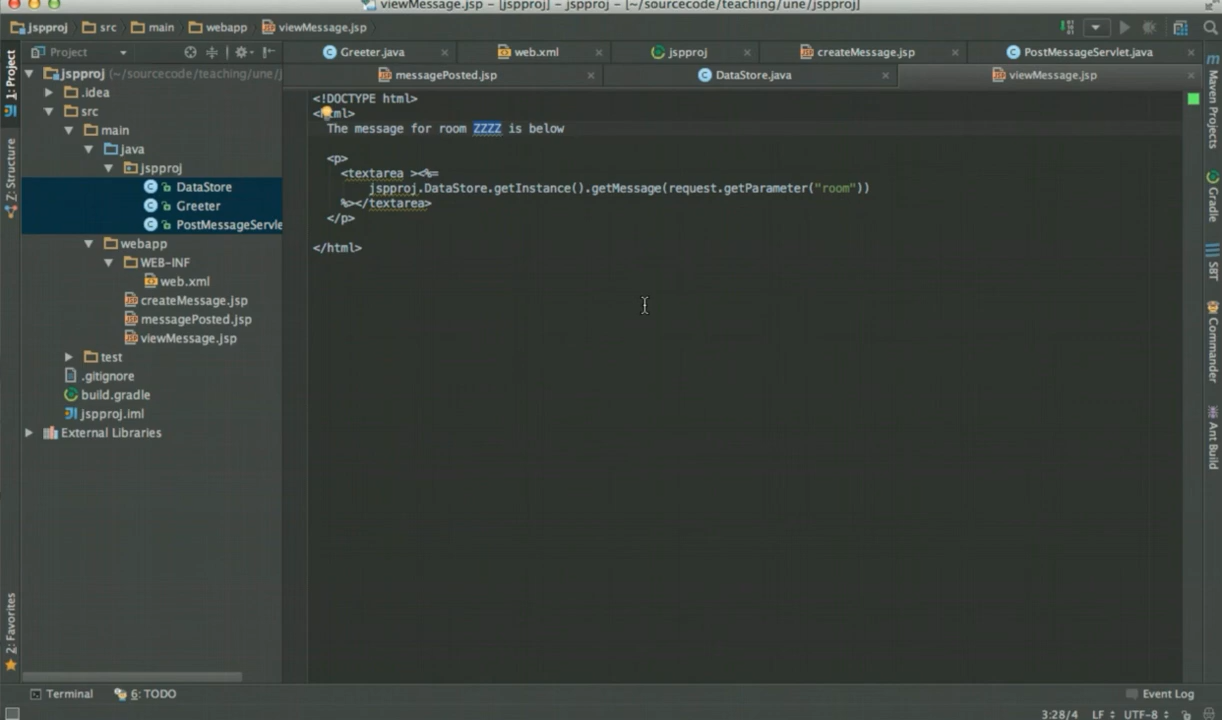 viewMessage.jsp - [jspproj] - jspproj - [~/sourcecode/teaching/une/jspproj]
jspproj src main webapp viewMessage.jsp
1: Project
Z: Structure
2: Favorites
Project
jspproj (~/sourcecode/teaching/une/j
.idea
src
main
java
jspproj
DataStore
Greeter
PostMessageServle
webapp
WEB-INF
web.xml
createMessage.jsp
messagePosted.jsp
viewMessage.jsp
test
.gitignore
build.gradle
jspproj.iml
External Libraries
Greeter.java web.xml jspproj createMessage.jsp PostMessageServlet.java
messagePosted.jsp DataStore.java viewMessage.jsp
<!DOCTYPE html>
ml>
The message for room ZZZZ is below
<p>
<textarea ><%=
jspproj.DataStore.getInstance().getMessage(request.getParameter("room"))
%></textarea>
</p>
</html>
Maven Projects
Gradle
SBT
Commander
Ant Build
Terminal 6: TODO Event Log
3:28/4 LF UTF-8